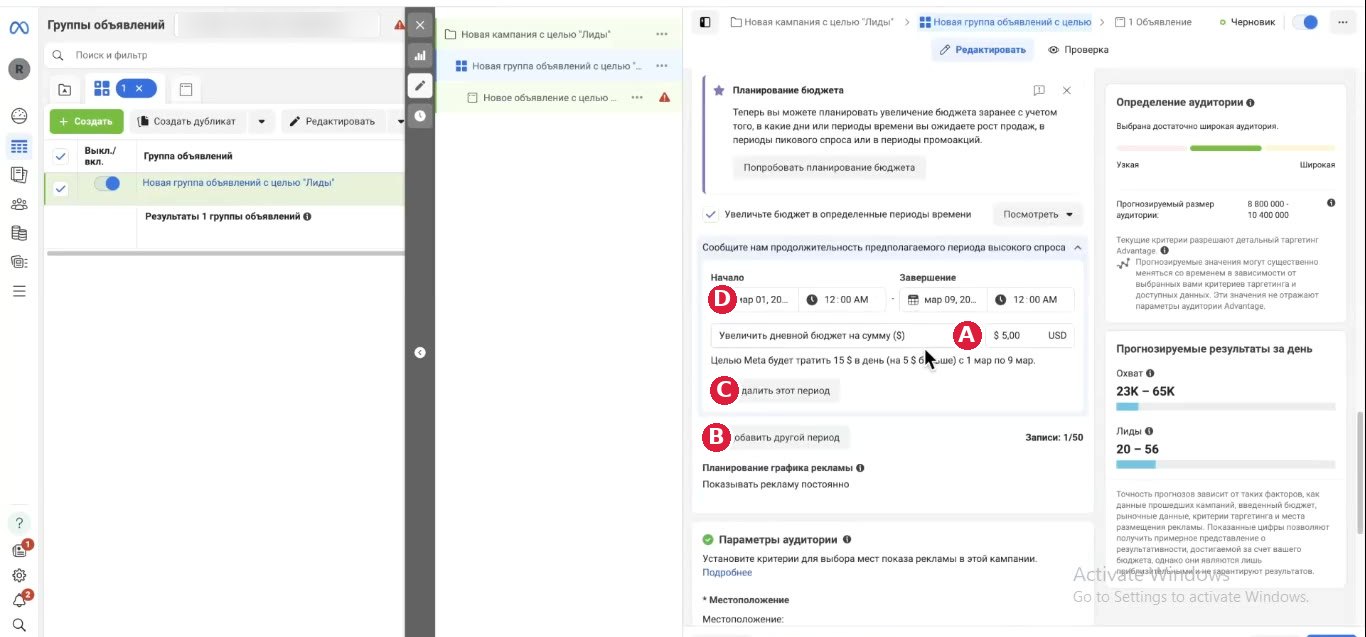 Группы объявлений
R
Поиск и фильтр
1 ×
+ Создать
Создать дубликат
Редактировать
Выкл./
вкл.
Группа объявлений
Новая группа объявлений с целью "Лиды"
Результаты 1 группы объявлений
?
1
2
Новая кампания с целью "Лиды"
Новая группа объявлений с целью "...
Новое объявление с целью ...
Новая кампания с целью "Лиды"
Новая группа объявлений с целью
1 Объявление
Черновик
Редактировать
Проверка
Планирование бюджета
Теперь вы можете планировать увеличение бюджета заранее с учетом
того, в какие дни или периоды времени вы ожидаете рост продаж, в
периоды пикового спроса или в периоды промоакций.
Попробовать планирование бюджета
Увеличьте бюджет в определенные периоды времени
Посмотреть
Сообщите нам продолжительность предполагаемого периода высокого спроса
Начало
Завершение
D
мар 01, 20...
12:00 AM
-
мар 09, 20...
12:00 AM
Увеличить дневной бюджет на сумму ($)
A
$ 5,00
USD
Целью Meta будет тратить 15 $ в день (на 5 $ больше) с 1 мар по 9 мар.
C
далить этот период
B
обавить другой период
Записи: 1/50
Планирование графика рекламы
Показывать рекламу постоянно
Параметры аудитории
Установите критерии для выбора мест показа рекламы в этой кампании.
Подробнее
* Местоположение
Местоположение:
Определение аудитории
Выбрана достаточно широкая аудитория.
Узкая
Широкая
Прогнозируемый размер
аудитории:
8 800 000 -
10 400 000
Текущие критерии разрешают детальный таргетинг
Advantage.
Прогнозируемые значения могут существенно
меняться со временем в зависимости от
выбранных вами критериев таргетинга и
доступных данных. Эти значения не отражают
параметры аудитории Advantage.
Прогнозируемые результаты за день
Охват
23K – 65K
Лиды
20 – 56
Точность прогнозов зависит от таких факторов, как
данные прошедших кампаний, введенный бюджет,
рыночные данные, критерии таргетинга и места
размещения рекламы. Показанные цифры позволяют
получить примерное представление о
результативности, достигаемой за счет вашего
бюджета, однако они являются лишь
приблизительными и не гарантируют результатов.
Activate Windows
Go to Settings to activate Windows.